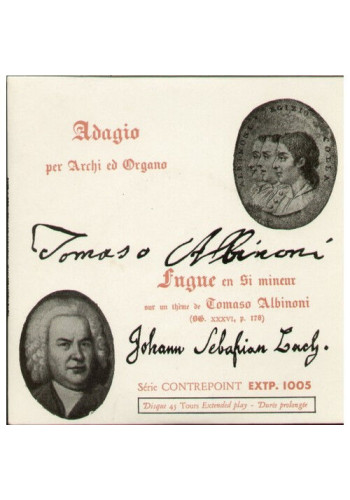 Adagio
per Archi ed Organo
Tomaso Albinoni
Fugue en Si mineur
sur un thème de Tomaso Albinoni
(BG. XXXVI, p. 178)
Johann Sebastian Bach.
Série CONTREPOINT EXTP. 1005
Disque 45 Tours Extended play - Durée prolongée